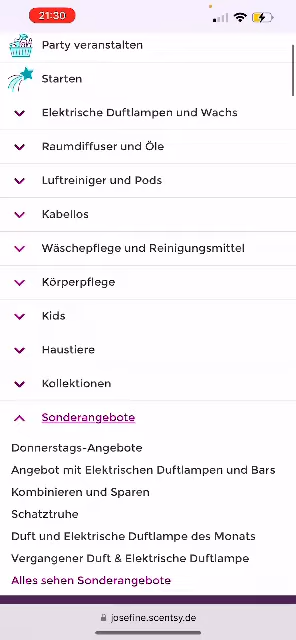 21:30
Party veranstalten
Starten
Elektrische Duftlampen und Wachs
Raumdiffuser und Öle
Luftreiniger und Pods
Kabellos
Wäschepflege und Reinigungsmittel
Körperpflege
Kids
Haustiere
Kollektionen
Sonderangebote
Donnerstags-Angebote
Angebot mit Elektrischen Duftlampen und Bars
Kombinieren und Sparen
Schatztruhe
Duft und Elektrische Duftlampe des Monats
Vergangener Duft & Elektrische Duftlampe
Alles sehen Sonderangebote
josefine.scentsy.de